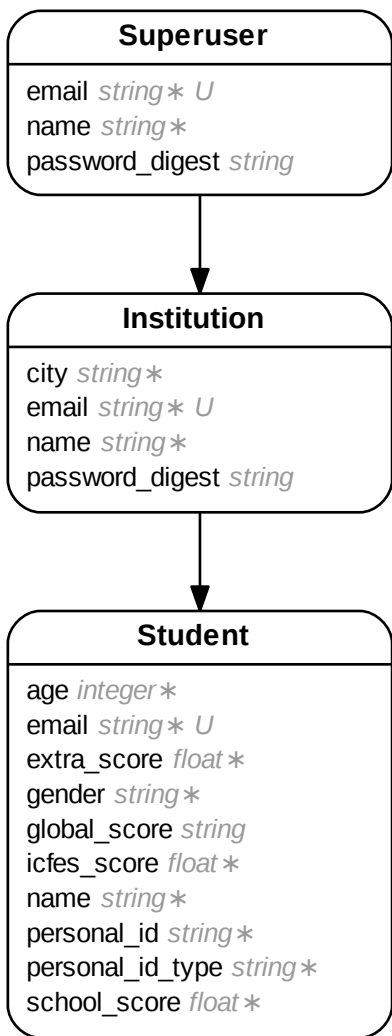 Superuser
email string∗ U
name string∗
password_digest string
Institution
city string∗
email string∗ U
name string∗
password_digest string
Student
age integer∗
email string∗ U
extra_score float∗
gender string∗
global_score string
icfes_score float∗
name string∗
personal_id string∗
personal_id_type string∗
school_score float∗